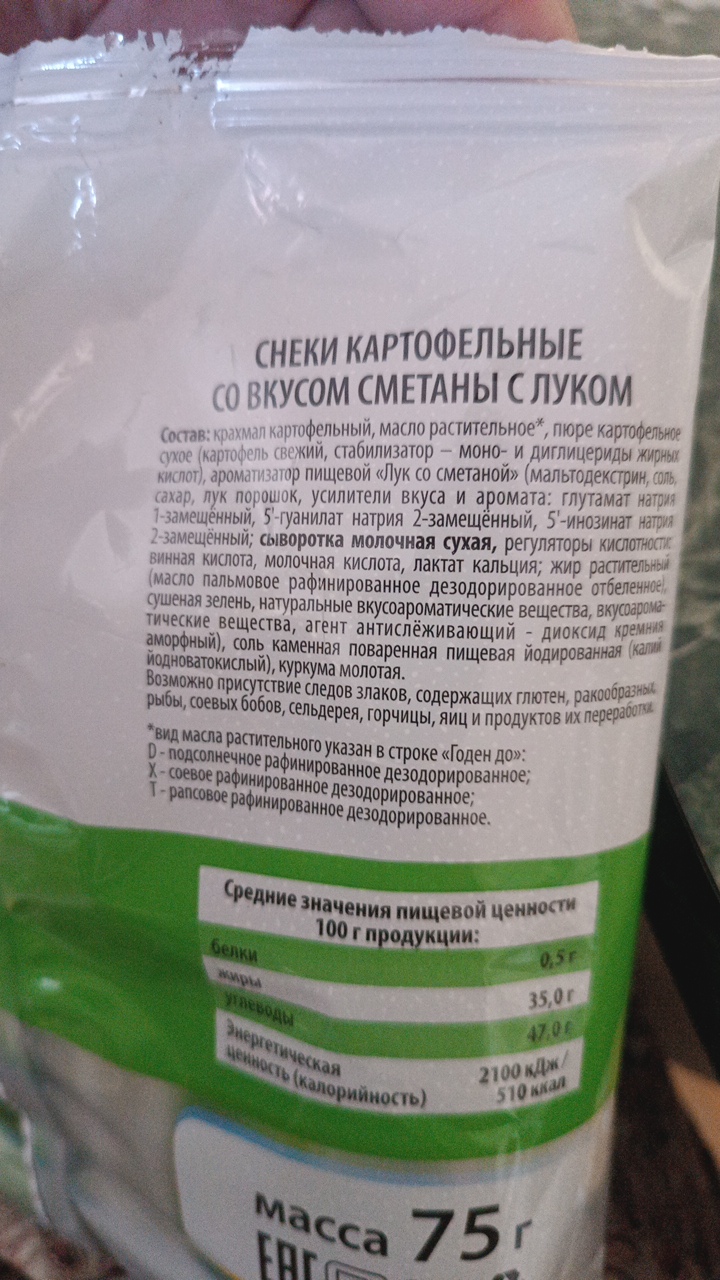 СНЕКИ КАРТОФЕЛЬНЫЕ
СО ВКУСОМ СМЕТАНЫ С ЛУКОМ
Состав: крахмал картофельный, масло растительное*, пюре картофельное
сухое (картофель свежий, стабилизатор – моно- и диглицериды жирных
кислот), ароматизатор пищевой «Лук со сметаной» (мальтодекстрин, соль,
сахар, лук порошок, усилители вкуса и аромата: глутамат натрия
1-замещённый, 5'-гуанилат натрия 2-замещённый, 5'-инозинат натрия
2-замещённый; сыворотка молочная сухая, регуляторы кислотности:
винная кислота, молочная кислота, лактат кальция; жир растительный
(масло пальмовое рафинированное дезодорированное отбеленное),
сушеная зелень, натуральные вкусоароматические вещества, вкусоарома-
тические вещества, агент антислёживающий - диоксид кремния
аморфный), соль каменная поваренная пищевая йодированная (калий
йодноватокислый), куркума молотая.
Возможно присутствие следов злаков, содержащих глютен, ракообразных,
рыбы, соевых бобов, сельдерея, горчицы, яиц и продуктов их переработки.
*вид масла растительного указан в строке «Годен до»:
D - подсолнечное рафинированное дезодорированное;
X - соевое рафинированное дезодорированное;
T - рапсовое рафинированное дезодорированное.
Средние значения пищевой ценности
100 г продукции:
белки 0,5 г
жиры 35,0 г
углеводы 47,0 г
Энергетическая
ценность (калорийность) 2100 кДж/
510 ккал
масса 75 г
ЕАС